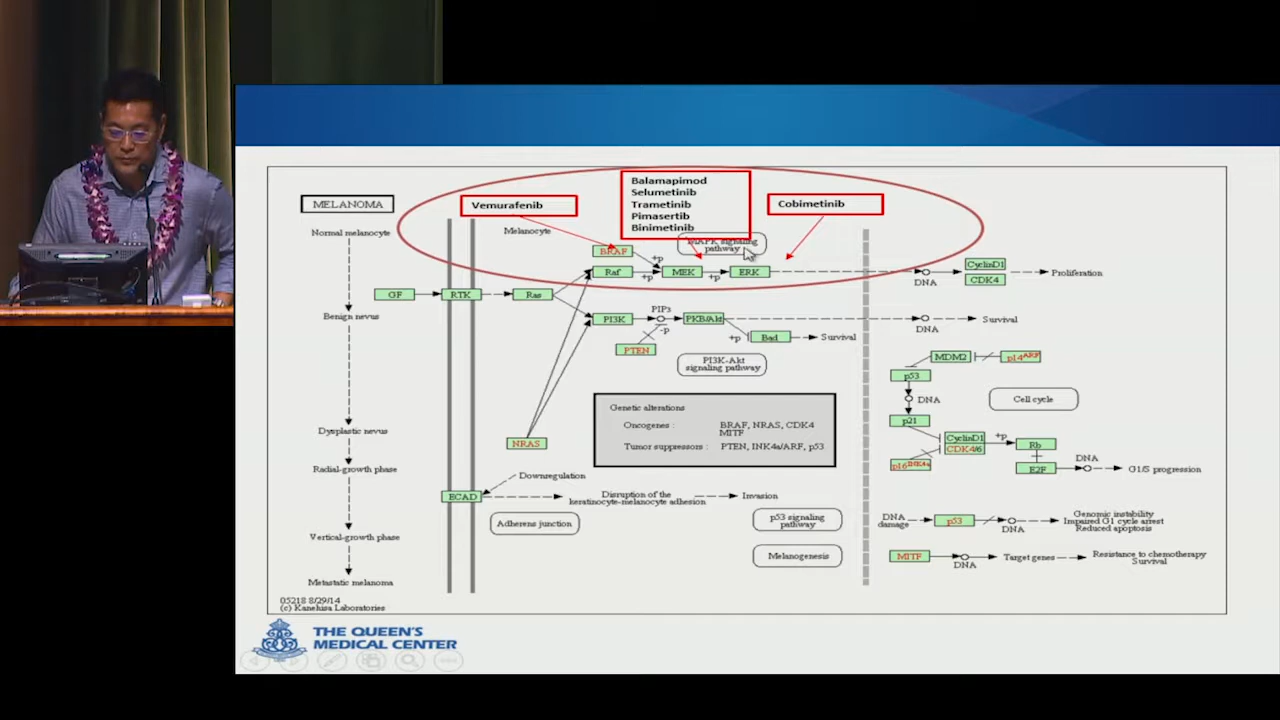 MELANOMA
Normal melanocyte
Benign nevus
Dysplastic nevus
Radial-growth phase
Vertical-growth phase
Metastatic melanoma
05218 8/29/14
(c) Kanehisa Laboratories
Vemurafenib
Balamapimod
Selumetinib
Trametinib
Pimasertib
Binimetinib
Cobimetinib
Melanocyte
MAPK signaling
pathway
BRAF
+p
Raf
+p
MEK
+p
ERK
DNA
CyclinD1
CDK4
Proliferation
GF
RTK
Ras
PI3K
PIP3
-p
PKB/Akt
DNA
Survival
+p
Bad
Survival
PTEN
PI3K-Akt
signaling pathway
MDM2
p14ARF
p53
DNA
Cell cycle
p21
Genetic alterations
Oncogenes : BRAF, NRAS, CDK4
MITF
Tumor suppressors : PTEN, INK4a/ARF, p53
NRAS
CyclinD1
CDK4/6
+p
Rb
p16INK4a
E2F
DNA
G1/S progression
Downregulation
ECAD
Disruption of the
keratinocyte-melanocyte adhesion
Invasion
Adherens junction
p53 signaling
pathway
DNA
damage
p53
DNA
Genomic instability
Impaired G1 cycle arrest
Reduced apoptosis
Melanogenesis
MITF
DNA
Target genes
Resistance to chemotherapy
Survival
THE QUEEN'S
MEDICAL CENTER